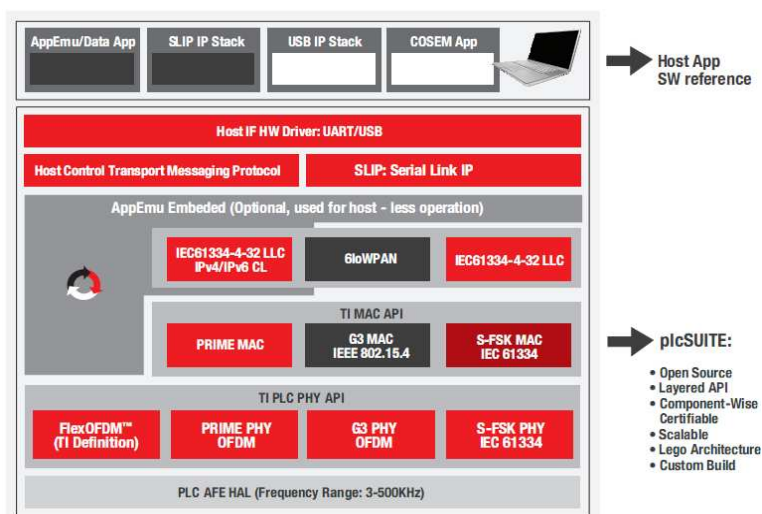 AppEmu/Data App
SLIP IP Stack
USB IP Stack
COSEM App
Host App
SW reference
Host IF HW Driver: UART/USB
Host Control Transport Messaging Protocol
SLIP: Serial Link IP
AppEmu Embeded (Optional, used for host - less operation)
IEC61334-4-32 LLC
IPv4/IPv6 CL
6loWPAN
IEC61334-4-32 LLC
TI MAC API
PRIME MAC
G3 MAC
IEEE 802.15.4
S-FSK MAC
IEC 61334
plcSUITE:
• Open Source
• Layered API
• Component-Wise
Certifiable
• Scalable
• Lego Architecture
• Custom Build
TI PLC PHY API
FlexOFDM™
(TI Definition)
PRIME PHY
OFDM
G3 PHY
OFDM
S-FSK PHY
IEC 61334
PLC AFE HAL (Frequency Range: 3-500KHz)